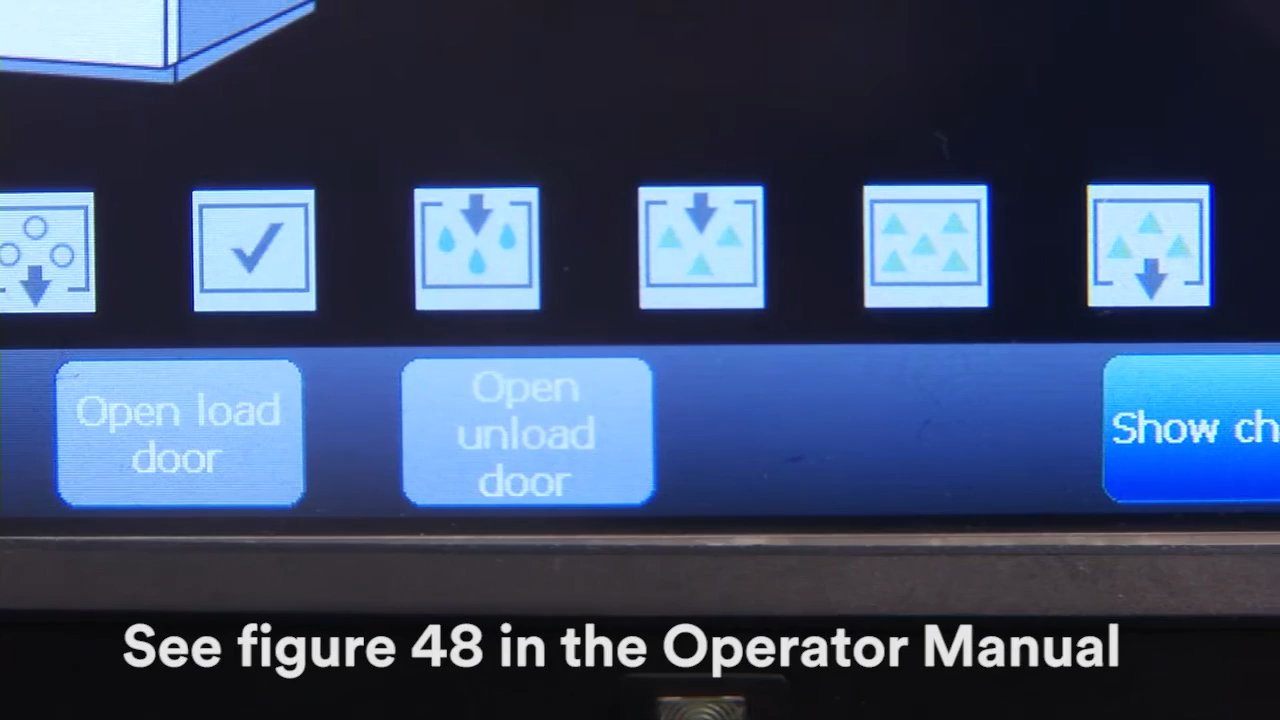 Open load
door
Open
unload
door
Show ch
See figure 48 in the Operator Manual